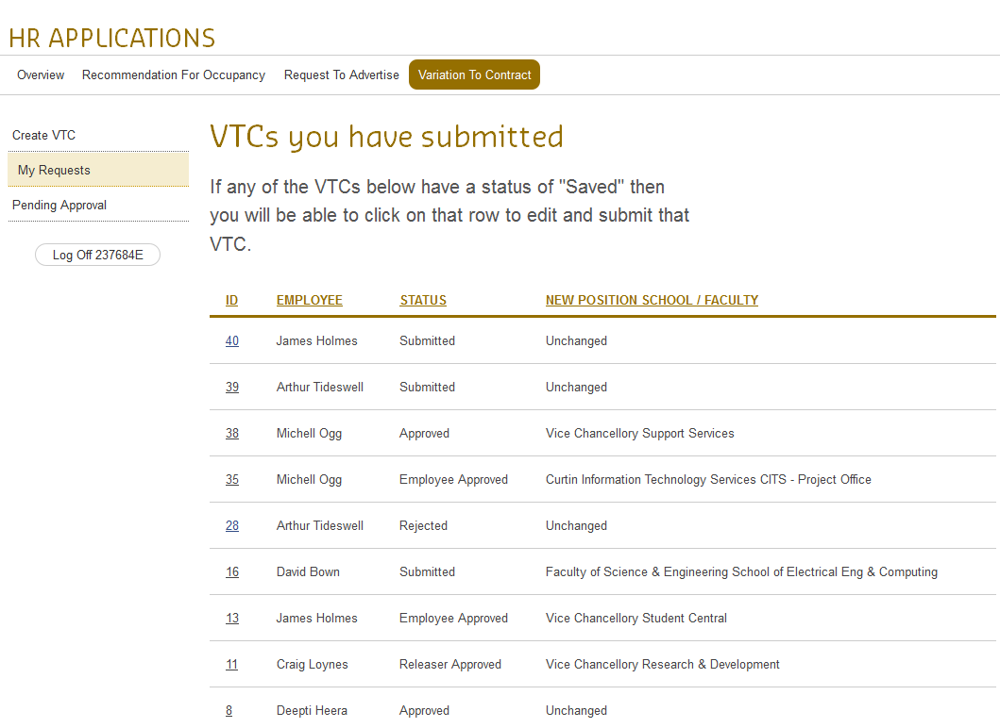 HR APPLICATIONS
Overview Recommendation For Occupancy Request To Advertise Variation To Contract
Create VTC
My Requests
Pending Approval
Log Off 237684E
VTCs you have submitted
If any of the VTCs below have a status of "Saved" then
you will be able to click on that row to edit and submit that
VTC.
ID EMPLOYEE STATUS NEW POSITION SCHOOL / FACULTY
40 James Holmes Submitted Unchanged
39 Arthur Tideswell Submitted Unchanged
38 Michell Ogg Approved Vice Chancellory Support Services
35 Michell Ogg Employee Approved Curtin Information Technology Services CITS - Project Office
28 Arthur Tideswell Rejected Unchanged
16 David Bown Submitted Faculty of Science & Engineering School of Electrical Eng & Computing
13 James Holmes Employee Approved Vice Chancellory Student Central
11 Craig Loynes Releaser Approved Vice Chancellory Research & Development
8 Deepti Heera Approved Unchanged